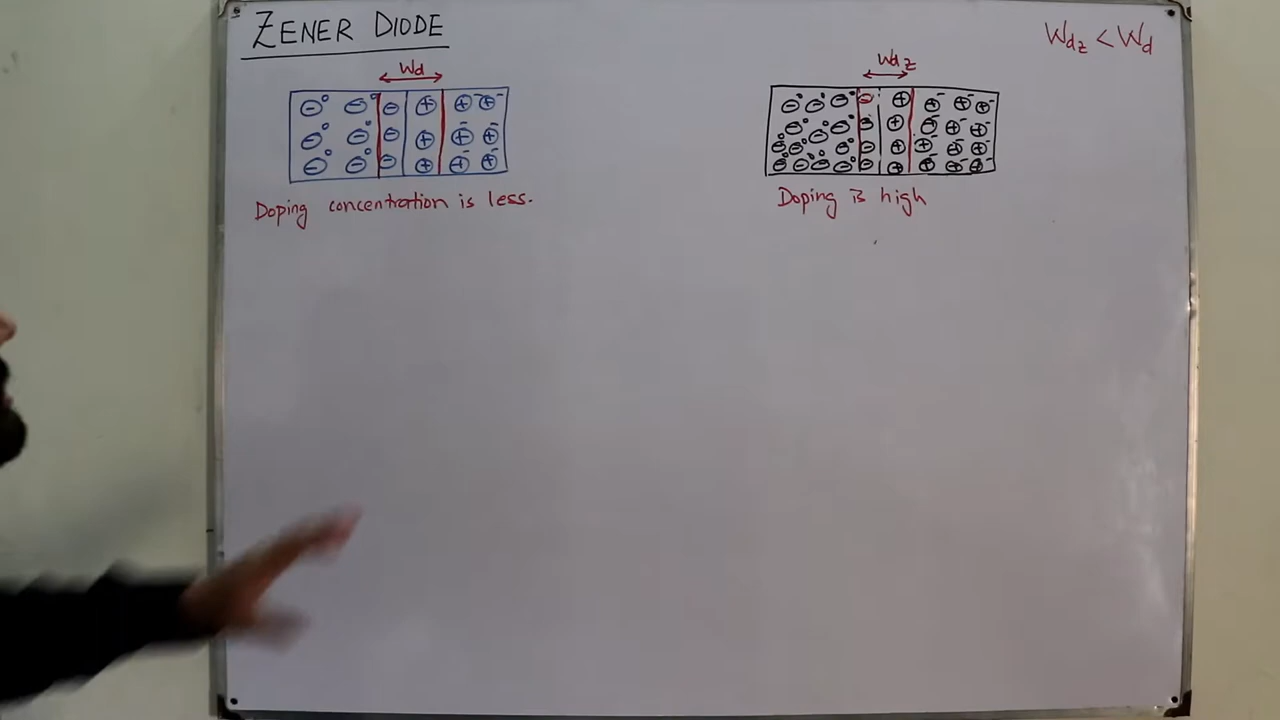 ZENER DIODE
Wdz < Wd
Wd
Wdz
Doping concentration is less.
Doping is high